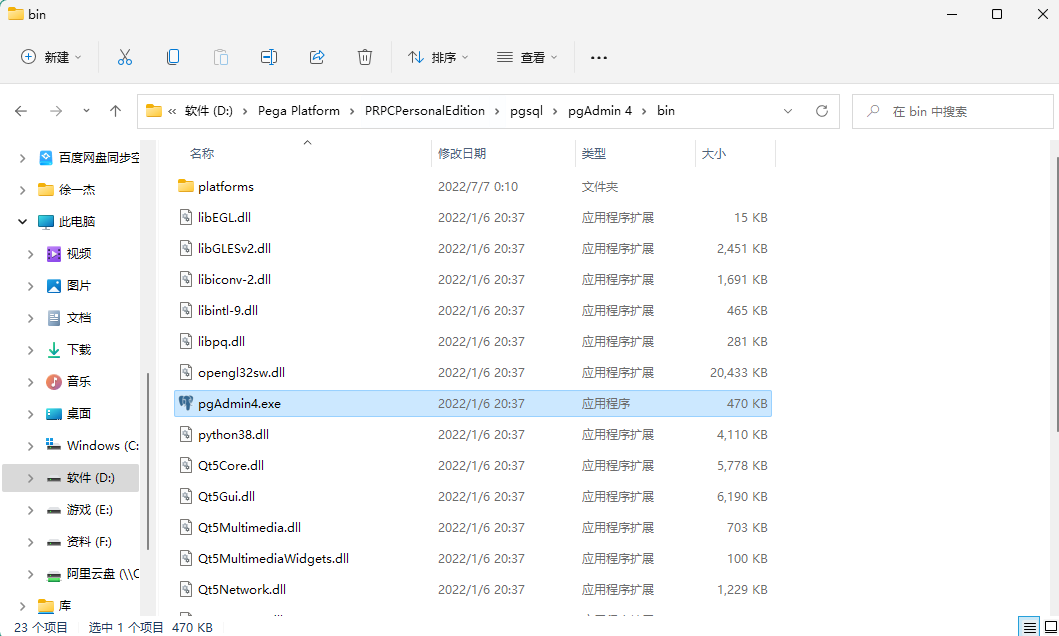 bin
新建
排序
查看
软件 (D:) Pega Platform PRPCPersonalEdition pgsql pgAdmin 4 bin
在 bin 中搜索
百度网盘同步空
徐一杰
此电脑
视频
图片
文档
下载
音乐
桌面
Windows (C:
软件 (D:)
游戏 (E:)
资料 (F:)
阿里云盘 (\\C
库
名称 修改日期 类型 大小
platforms 2022/7/7 0:10 文件夹
libEGL.dll 2022/1/6 20:37 应用程序扩展 15 KB
libGLESv2.dll 2022/1/6 20:37 应用程序扩展 2,451 KB
libiconv-2.dll 2022/1/6 20:37 应用程序扩展 1,691 KB
libintl-9.dll 2022/1/6 20:37 应用程序扩展 465 KB
libpq.dll 2022/1/6 20:37 应用程序扩展 281 KB
opengl32sw.dll 2022/1/6 20:37 应用程序扩展 20,433 KB
pgAdmin4.exe 2022/1/6 20:37 应用程序 470 KB
python38.dll 2022/1/6 20:37 应用程序扩展 4,110 KB
Qt5Core.dll 2022/1/6 20:37 应用程序扩展 5,778 KB
Qt5Gui.dll 2022/1/6 20:37 应用程序扩展 6,190 KB
Qt5Multimedia.dll 2022/1/6 20:37 应用程序扩展 703 KB
Qt5MultimediaWidgets.dll 2022/1/6 20:37 应用程序扩展 100 KB
Qt5Network.dll 2022/1/6 20:37 应用程序扩展 1,229 KB
23 个项目 选中 1 个项目 470 KB